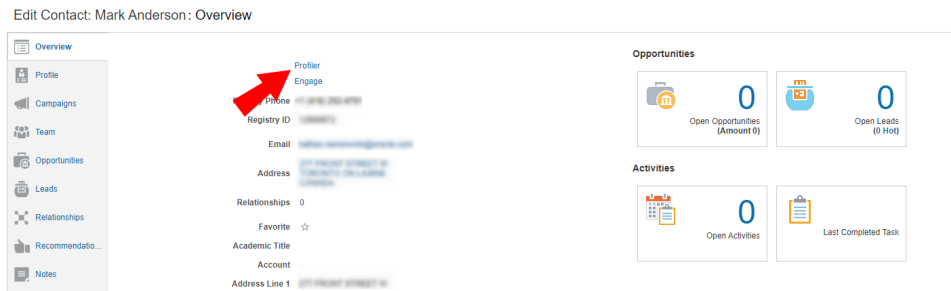 Edit Contact: Mark Anderson: Overview
Overview
Profile
Campaigns
Team
Opportunities
Leads
Relationships
Recommendatio...
Notes
Profiler
Engage
Phone
Registry ID
Email
Address
Relationships 0
Favorite
Academic Title
Account
Address Line 1
Opportunities
0
Open Opportunities
(Amount 0)
0
Open Leads
(0 Hot)
Activities
0
Open Activities
Last Completed Task